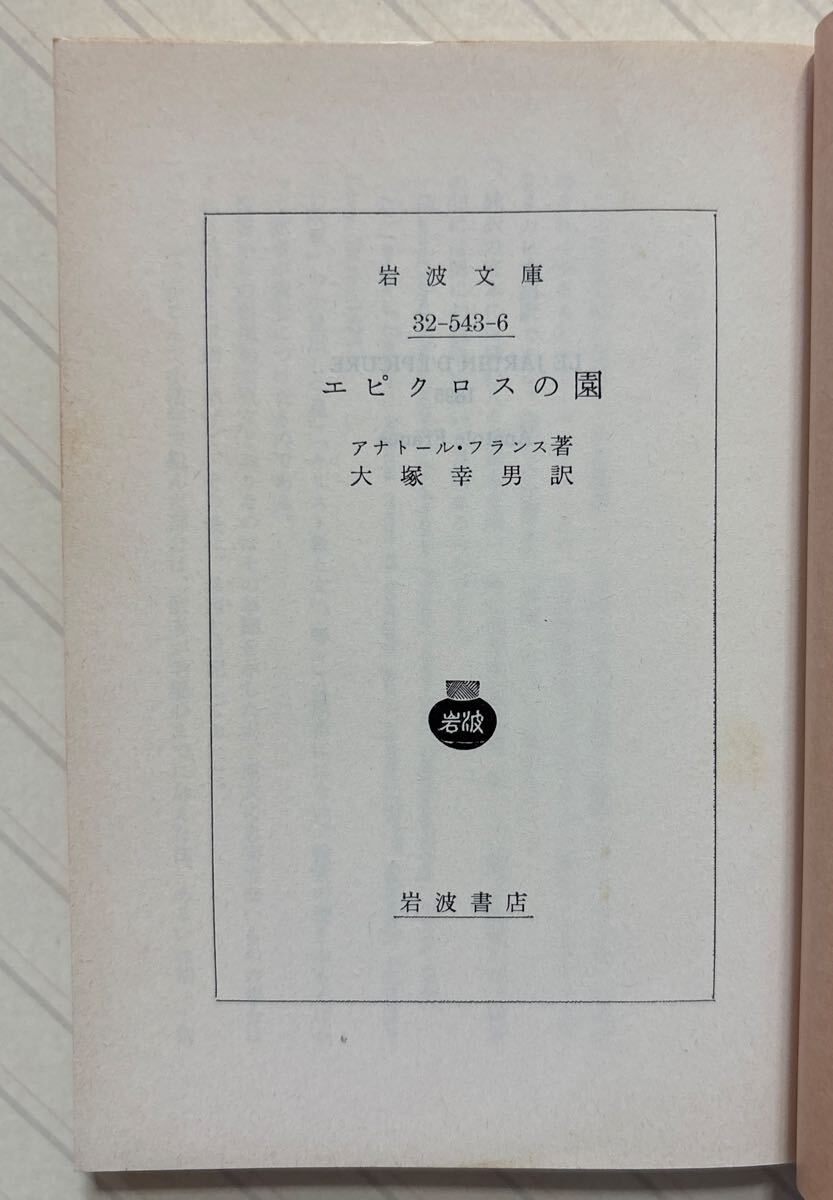 岩波文庫
32-543-6
エピクロスの園
アナトール・フランス著
大塚幸男訳
岩波
岩波書店